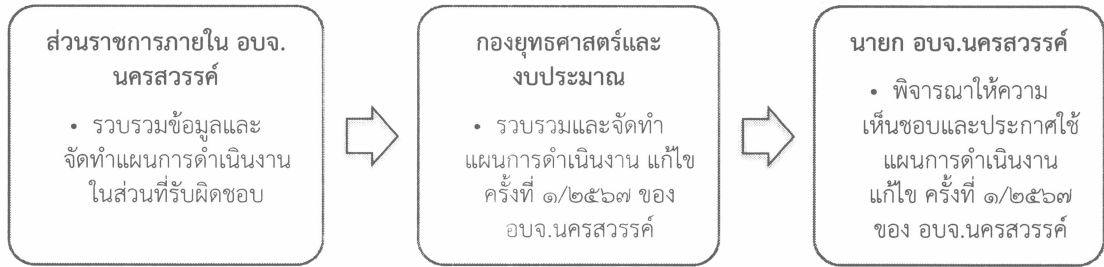 ส่วนราชการภายใน อบจ.
นครสวรรค์
• รวบรวมข้อมูลและ
จัดทำแผนการดำเนินงาน
ในส่วนที่รับผิดชอบ
กองยุทธศาสตร์และ
งบประมาณ
• รวบรวมและจัดทำ
แผนการดำเนินงาน แก้ไข
ครั้งที่ ๑/๒๕๖๗ ของ
อบจ.นครสวรรค์
นายก อบจ.นครสวรรค์
• พิจารณาให้ความ
เห็นชอบและประกาศใช้
แผนการดำเนินงาน
แก้ไข ครั้งที่ ๑/๒๕๖๗
ของ อบจ.นครสวรรค์